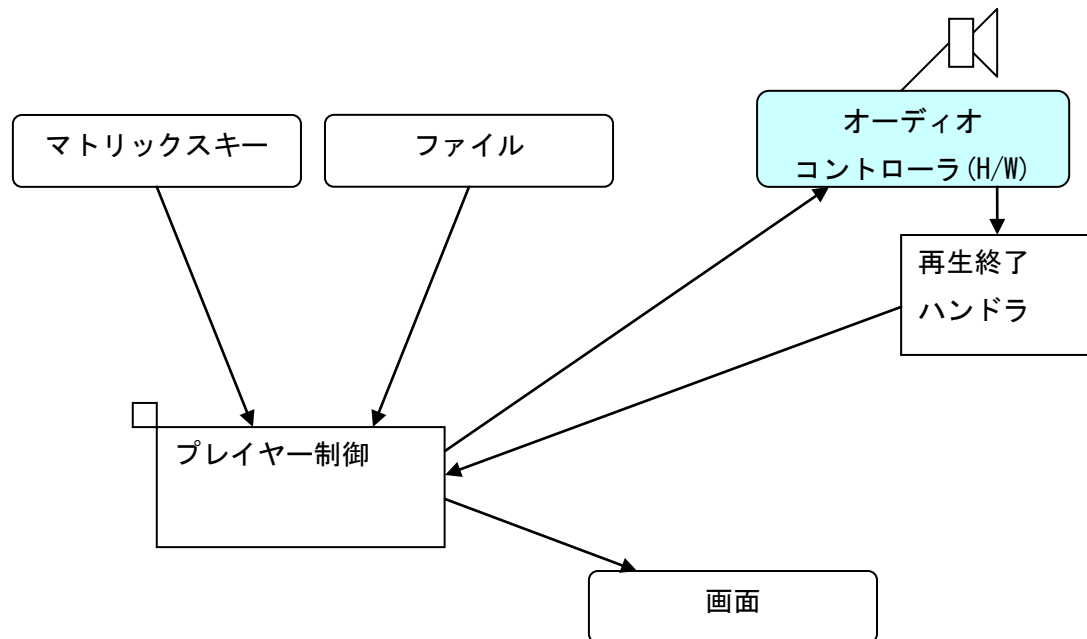 マトリックスキー
ファイル
オーディオ
コントローラ(H/W)
再生終了
ハンドラ
プレイヤー制御
画面